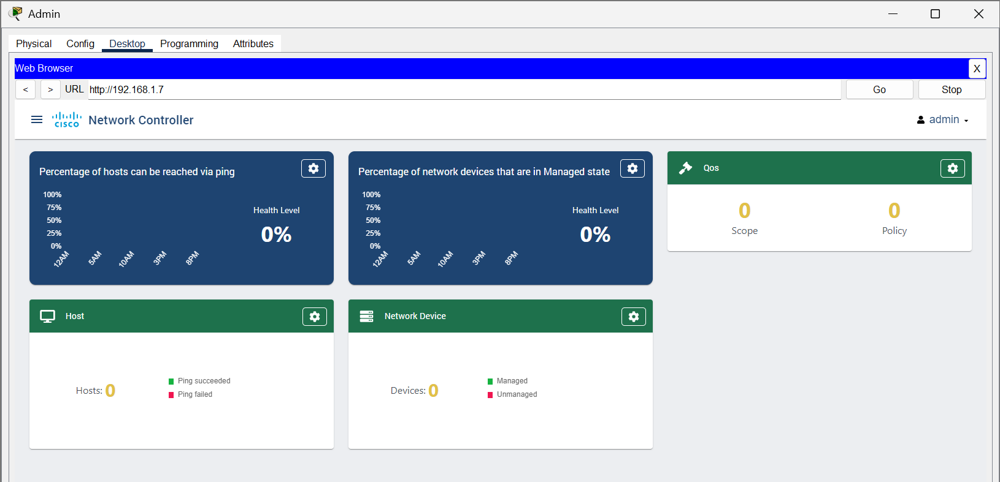 Admin
Physical Config Desktop Programming Attributes
Web Browser X
< > URL http://192.168.1.7 Go Stop
cisco Network Controller admin
Percentage of hosts can be reached via ping
100%
75%
50%
25%
0%
12AM 5AM 10AM 3PM 8PM
Health Level
0%
Percentage of network devices that are in Managed state
100%
75%
50%
25%
0%
12AM 5AM 10AM 3PM 8PM
Health Level
0%
Qos
0 0
Scope Policy
Host
Hosts: 0
Ping succeeded
Ping failed
Network Device
Devices: 0
Managed
Unmanaged